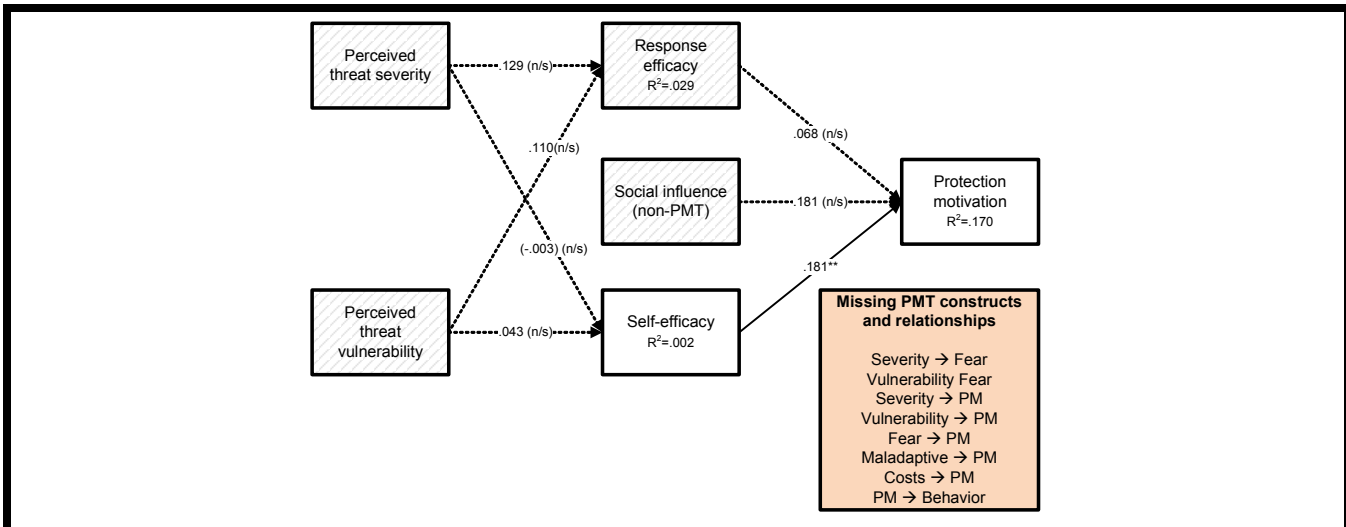 Perceived
threat severity
.129 (n/s)
Response
efficacy
R²=.029
.110(n/s)
.068 (n/s)
Social influence
(non-PMT)
.181 (n/s)
Protection
motivation
R²=.170
(-.003) (n/s)
.181**
Perceived
threat
vulnerability
.043 (n/s)
Self-efficacy
R²=.002
Missing PMT constructs
and relationships
Severity → Fear
Vulnerability Fear
Severity → PM
Vulnerability → PM
Fear → PM
Maladaptive → PM
Costs → PM
PM → Behavior